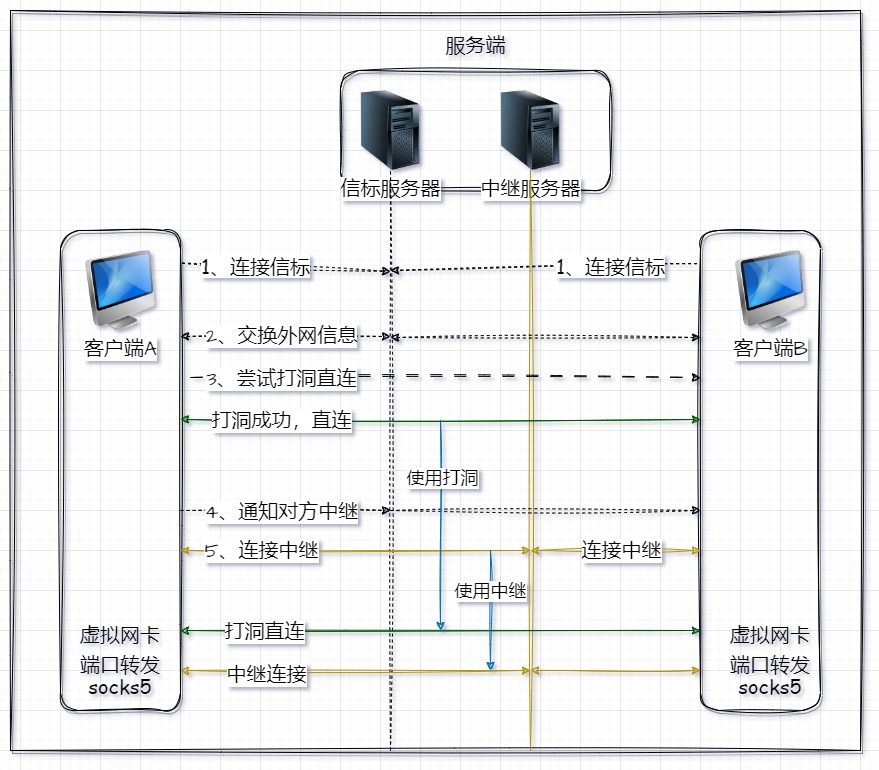 服务端
信标服务器
中继服务器
1、连接信标
1、连接信标
客户端A
2、交换外网信息
客户端B
3、尝试打洞直连
打洞成功，直连
使用打洞
4、通知对方中继
5、连接中继
连接中继
使用中继
打洞直连
中继连接
虚拟网卡
端口转发
socks5
虚拟网卡
端口转发
socks5